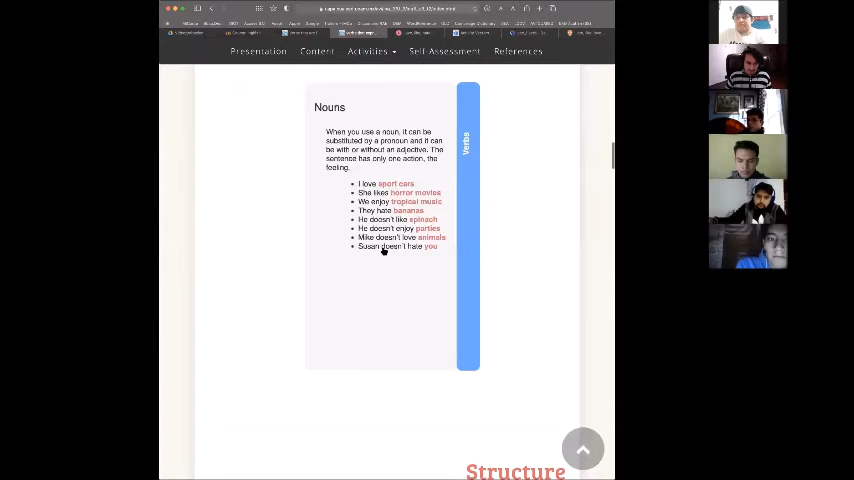 Presentation Content Activities Self-Assessment References
Nouns
When you use a noun, it can be
substituted by a pronoun and it can
be with or without an adjective. The
sentence has only one action, the
feeling.
• I love sport cars
• She likes horror movies
• We enjoy tropical music
• They hate bananas
• He doesn't like spinach
• He doesn't enjoy parties
• Mike doesn't love animals
• Susan doesn't hate you
Verbs
Structure